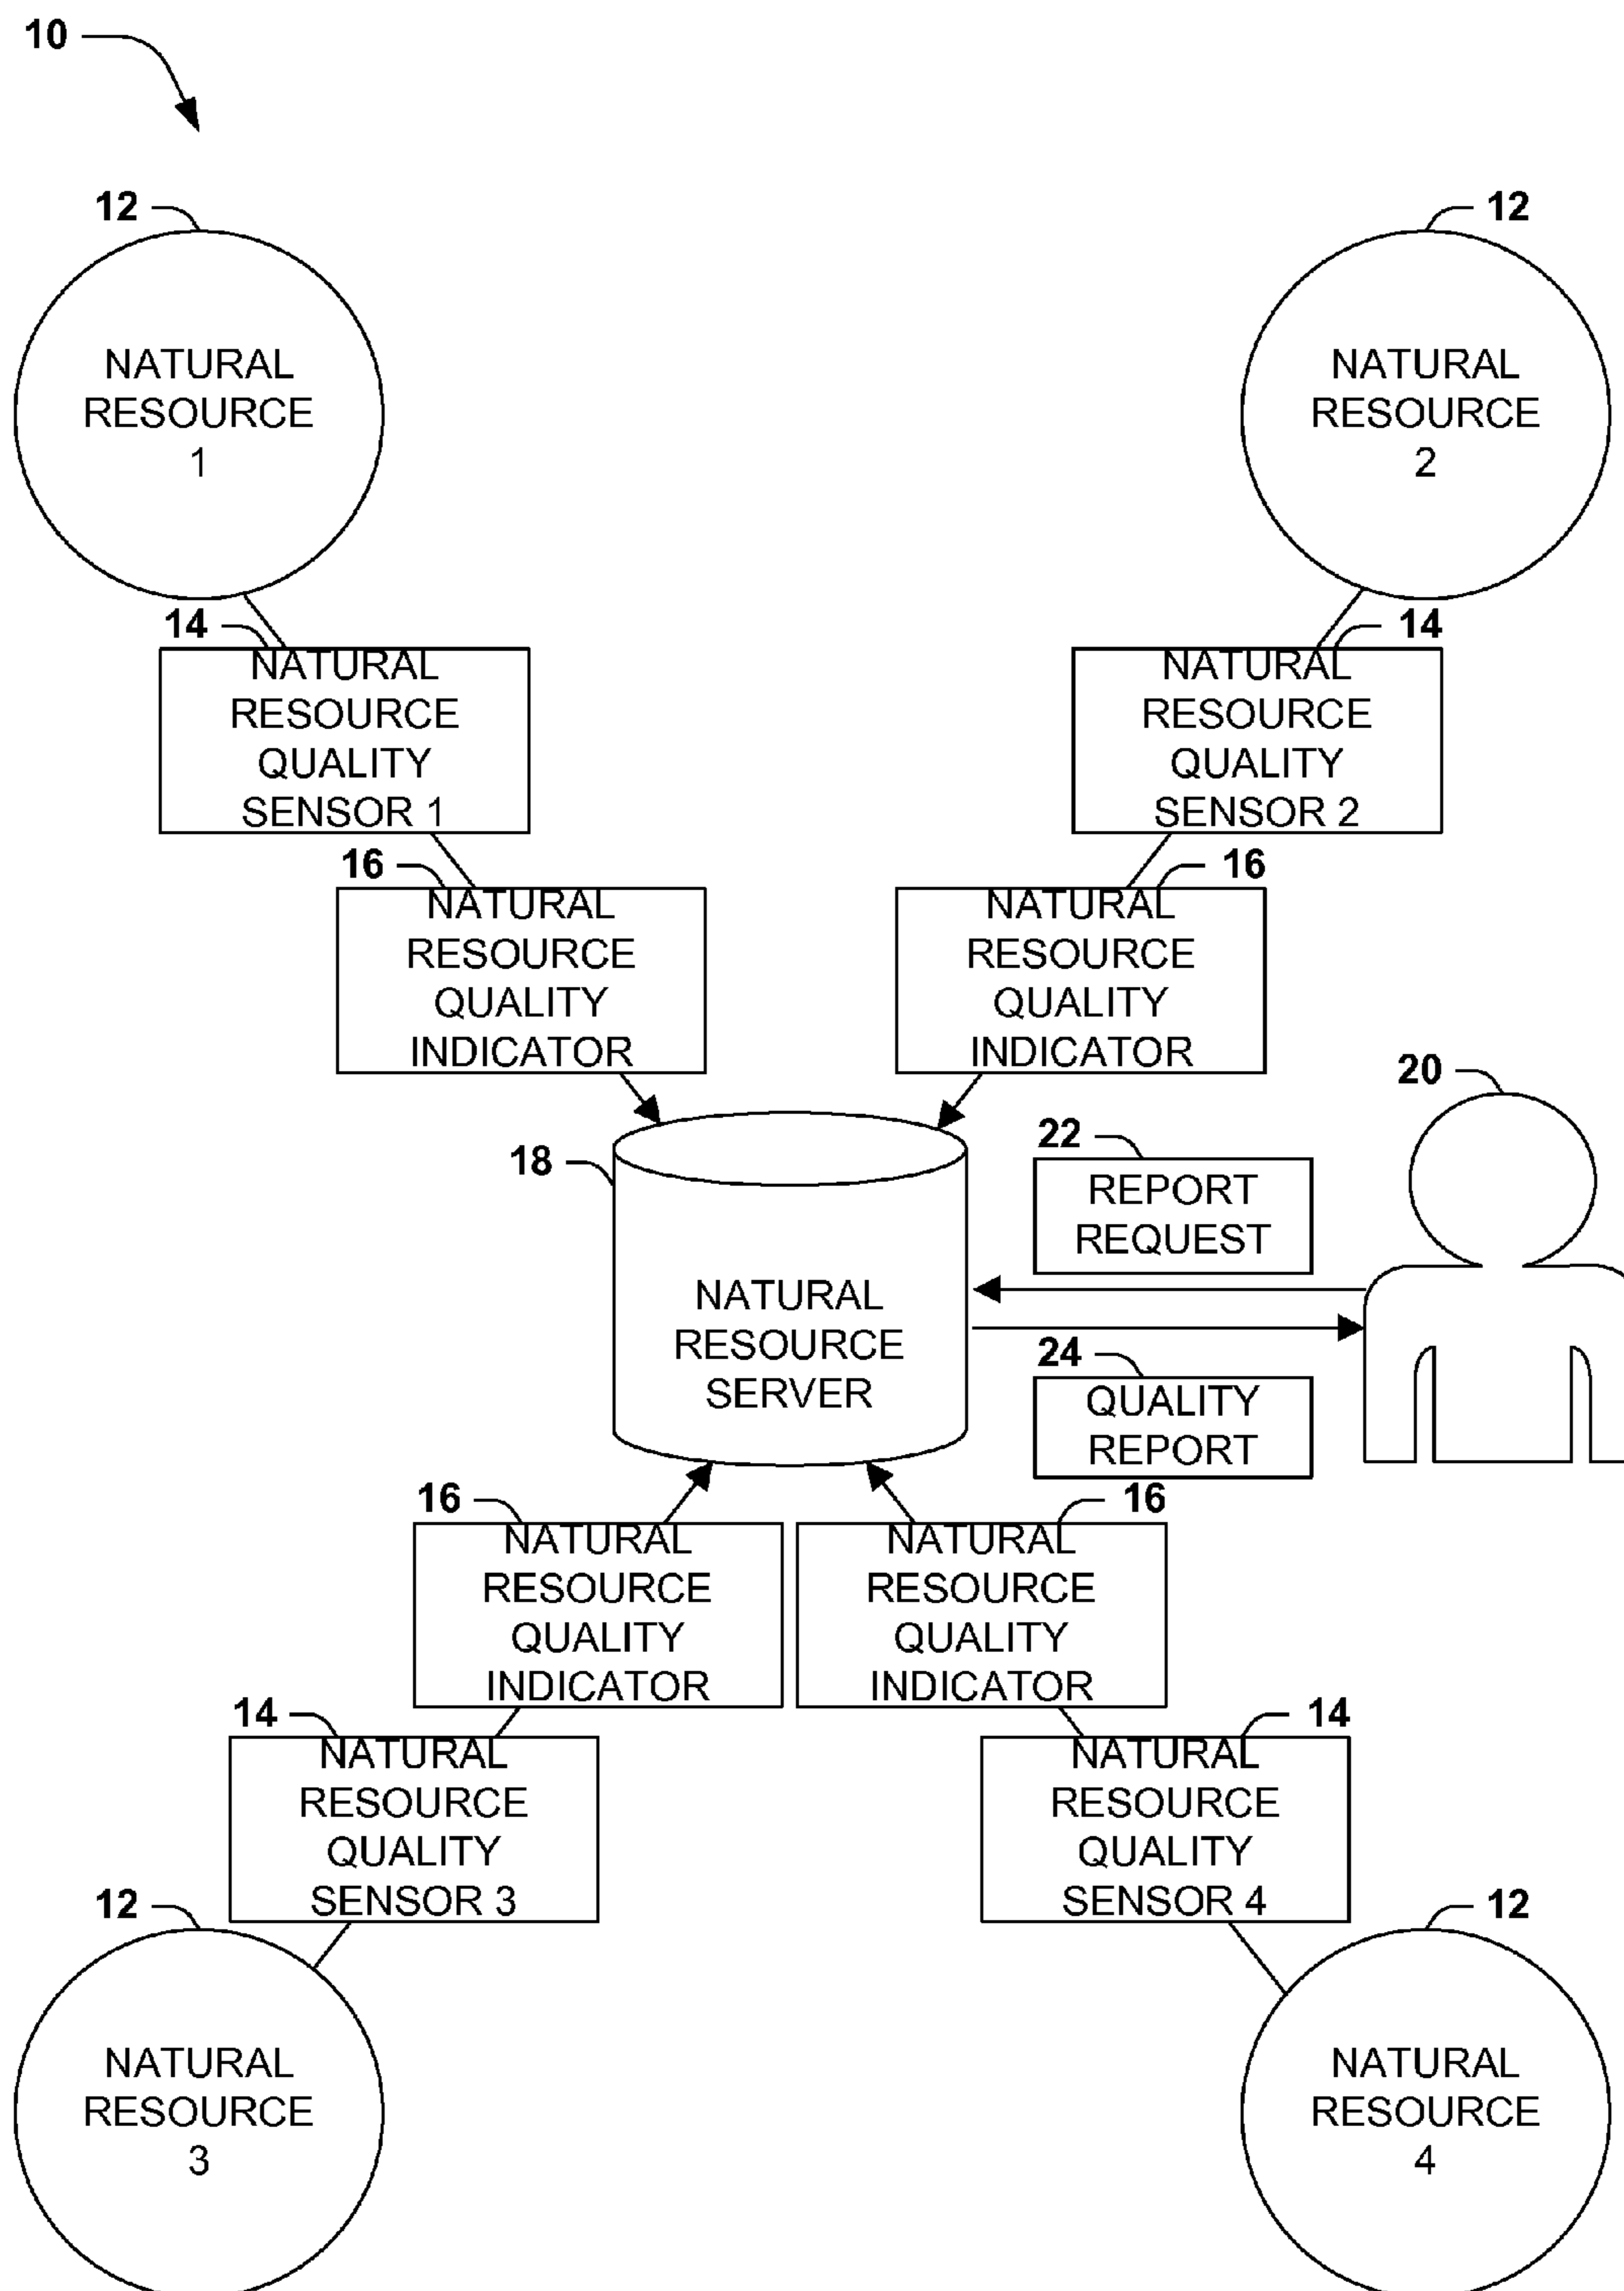 10
12
12
NATURAL
RESOURCE
1
NATURAL
RESOURCE
2
14
14
NATURAL
RESOURCE
QUALITY
SENSOR 1
NATURAL
RESOURCE
QUALITY
SENSOR 2
16
16
NATURAL
RESOURCE
QUALITY
INDICATOR
NATURAL
RESOURCE
QUALITY
INDICATOR
20
18
22
REPORT
REQUEST
NATURAL
RESOURCE
SERVER
24
QUALITY
REPORT
16
16
NATURAL
RESOURCE
QUALITY
INDICATOR
NATURAL
RESOURCE
QUALITY
INDICATOR
14
14
NATURAL
RESOURCE
QUALITY
SENSOR 3
NATURAL
RESOURCE
QUALITY
SENSOR 4
12
12
NATURAL
RESOURCE
3
NATURAL
RESOURCE
4